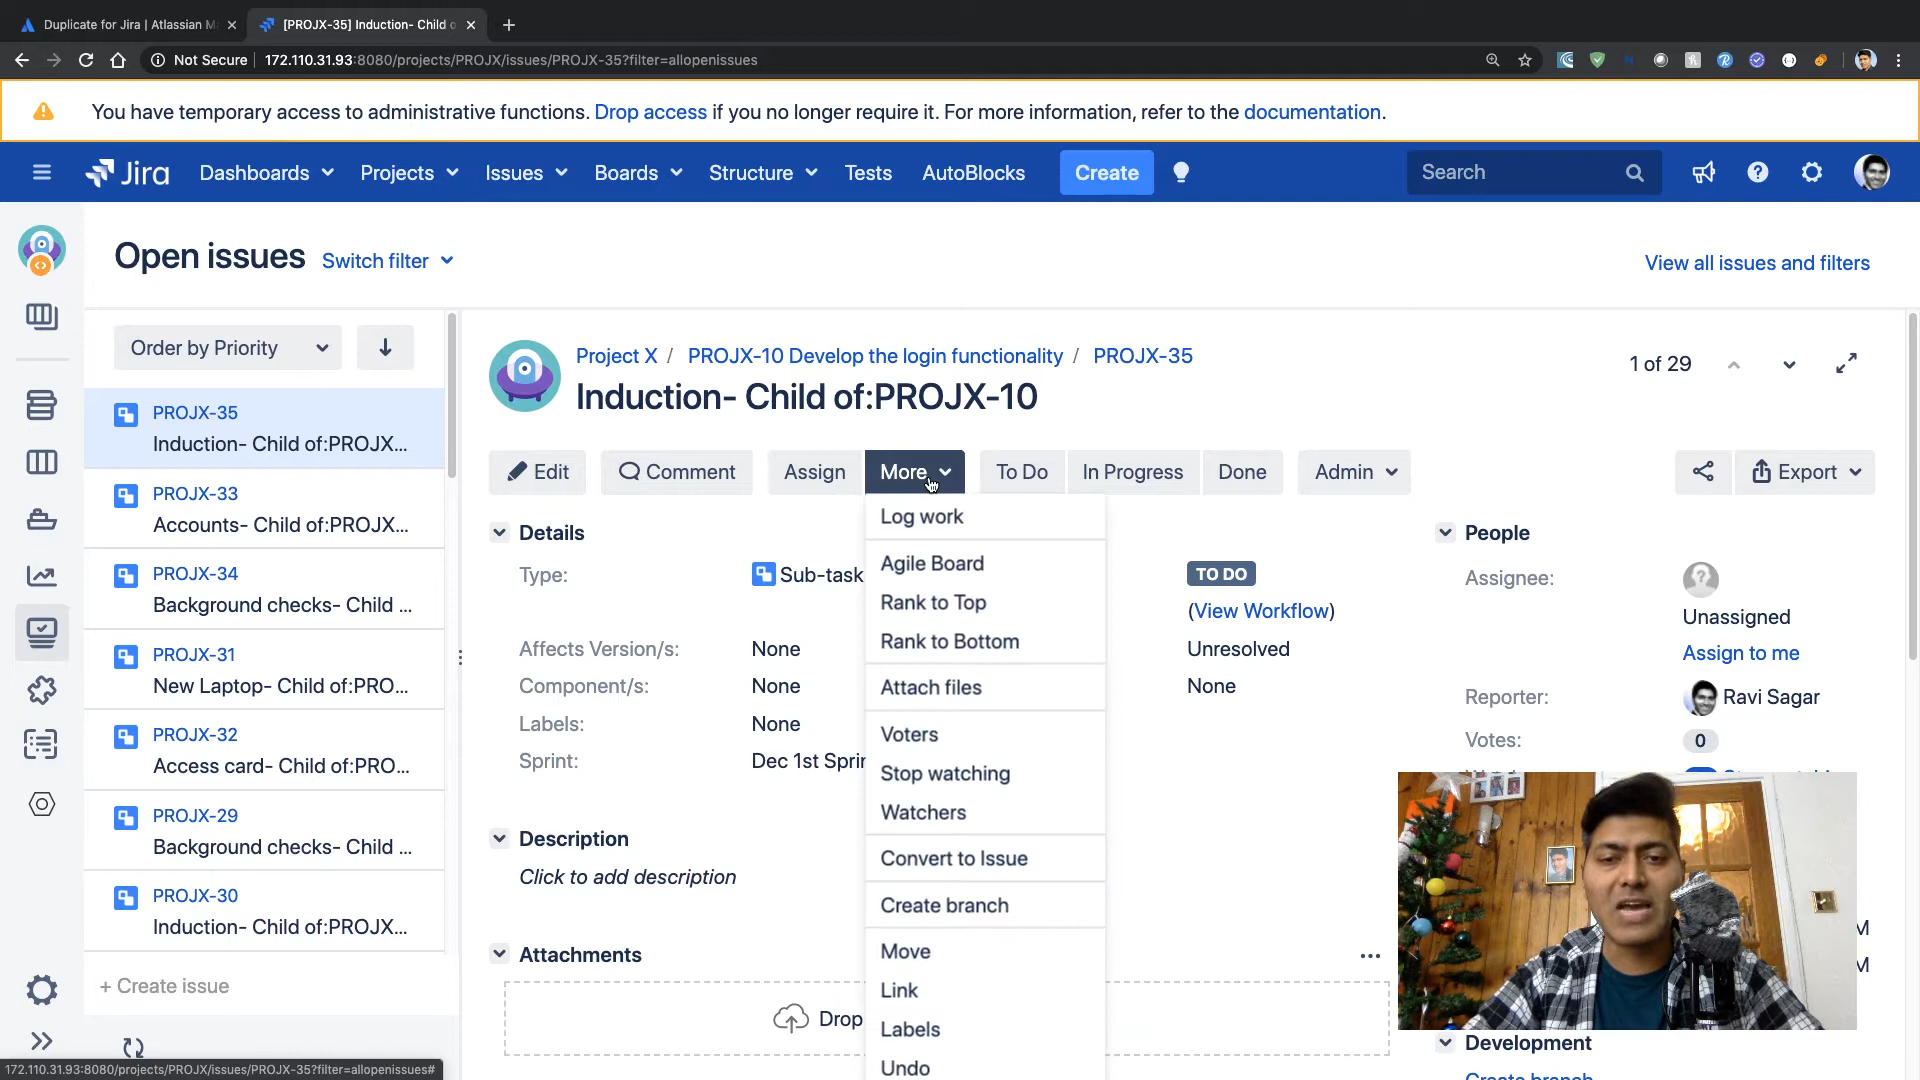 Duplicate for Jira | Atlassian M
[PROJX-35] Induction- Child o
Not Secure
172.110.31.93:8080/projects/PROJX/issues/PROJX-35?filter=allopenissues
You have temporary access to administrative functions. Drop access if you no longer require it. For more information, refer to the documentation.
Jira
Dashboards
Projects
Issues
Boards
Structure
Tests
AutoBlocks
Create
Search
Open issues
Switch filter
View all issues and filters
Order by Priority
PROJX-35
Induction- Child of:PROJX...
PROJX-33
Accounts- Child of:PROJX...
PROJX-34
Background checks- Child ...
PROJX-31
New Laptop- Child of:PRO...
PROJX-32
Access card- Child of:PRO...
PROJX-29
Background checks- Child ...
PROJX-30
Induction- Child of:PROJX...
+ Create issue
Project X / PROJX-10 Develop the login functionality / PROJX-35
Induction- Child of:PROJX-10
1 of 29
Edit
Comment
Assign
More
To Do
In Progress
Done
Admin
Export
Log work
Agile Board
Rank to Top
Rank to Bottom
Attach files
Voters
Stop watching
Watchers
Convert to Issue
Create branch
Move
Link
Labels
Undo
Details
Type:
Sub-task
TO DO
(View Workflow)
Affects Version/s:
None
Unresolved
Component/s:
None
None
Labels:
None
Sprint:
Dec 1st Sprin
Description
Click to add description
Attachments
Drop
People
Assignee:
Unassigned
Assign to me
Reporter:
Ravi Sagar
Votes:
0
M
M
Development
Create branch
172.110.31.93:8080/projects/PROJX/issues/PROJX-35?filter=allopenissues#